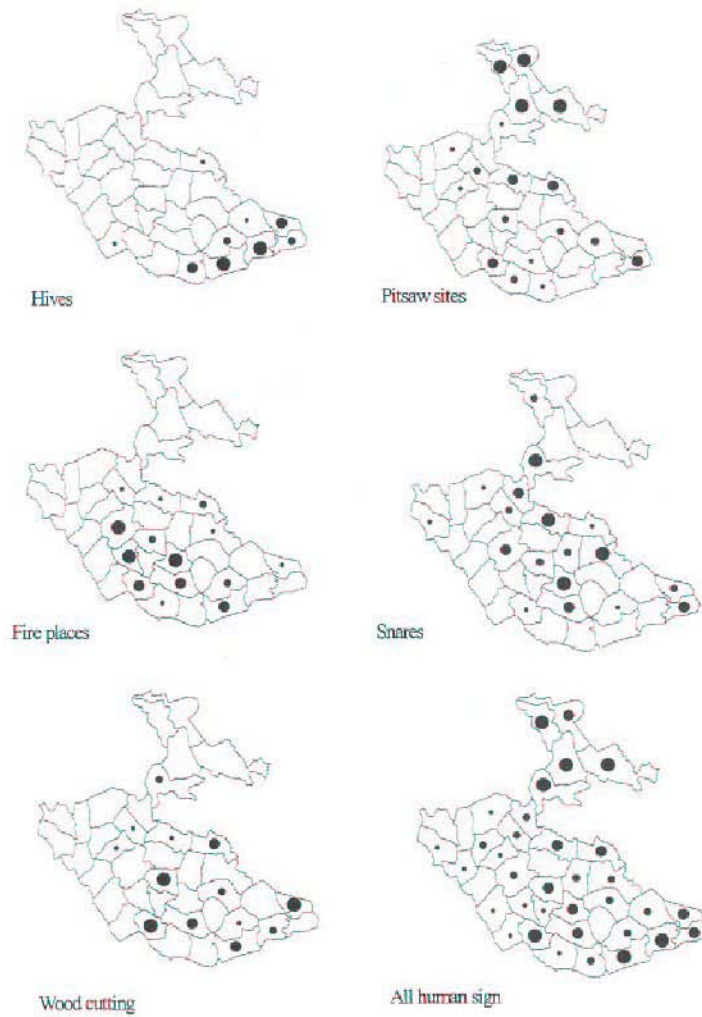 Hives
Pitsaw sites
Fire places
Snares
Wood cutting
All human sign